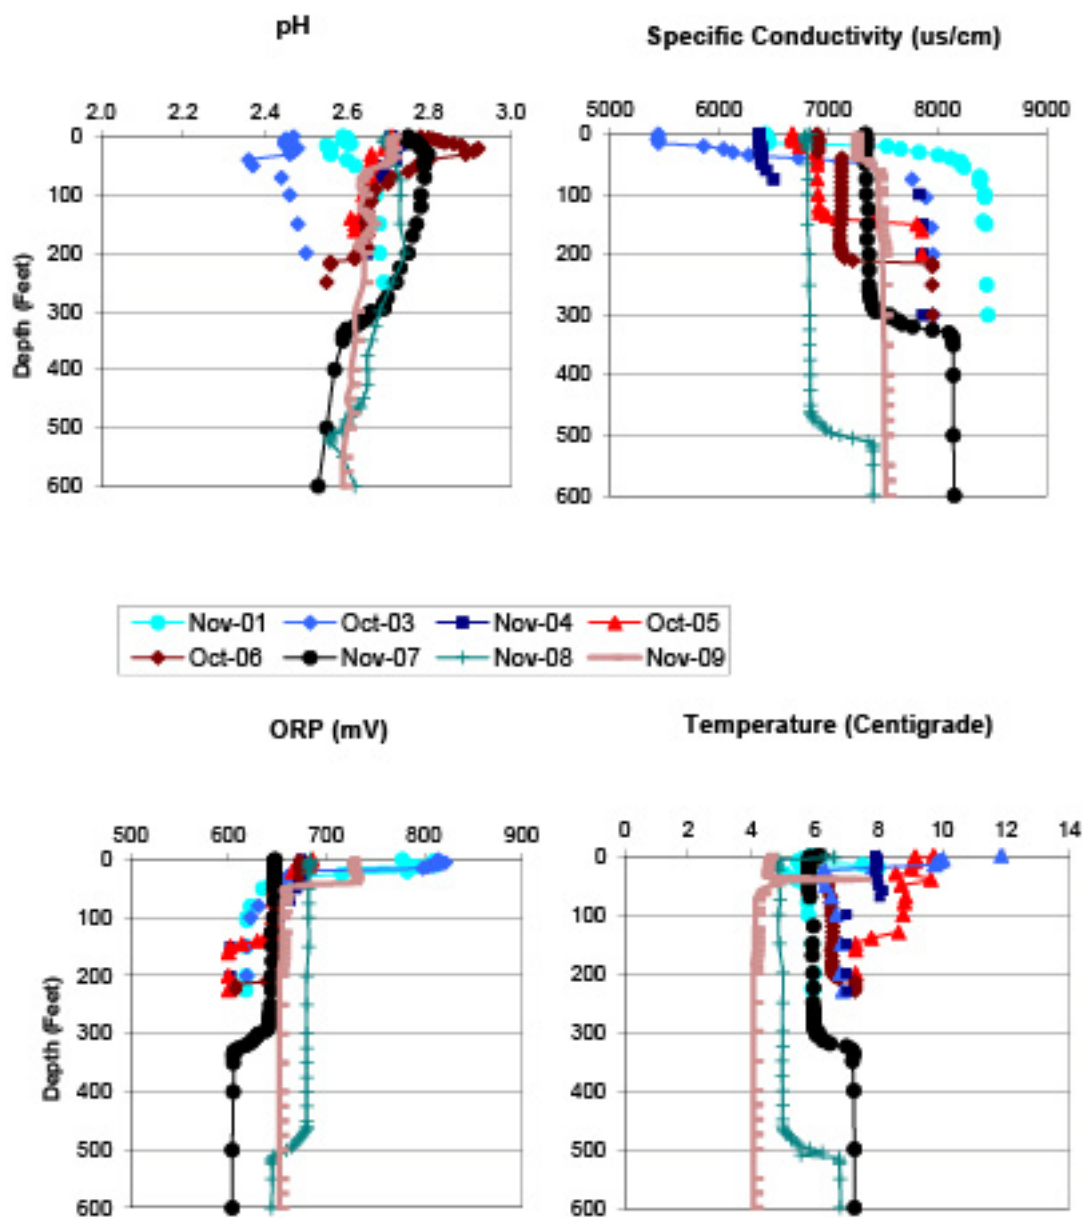 pH
Specific Conductivity (us/cm)
2.0 2.2 2.4 2.6 2.8 3.0
5000 6000 7000 8000 9000
0
100
200
300
400
500
600
Depth (Feet)
0
100
200
300
400
500
600
Nov-01 Oct-03 Nov-04 Oct-05
Oct-06 Nov-07 Nov-08 Nov-09
ORP (mV)
Temperature (Centigrade)
500 600 700 800 900
0 2 4 6 8 10 12 14
0
100
200
300
400
500
600
Depth (Feet)
0
100
200
300
400
500
600